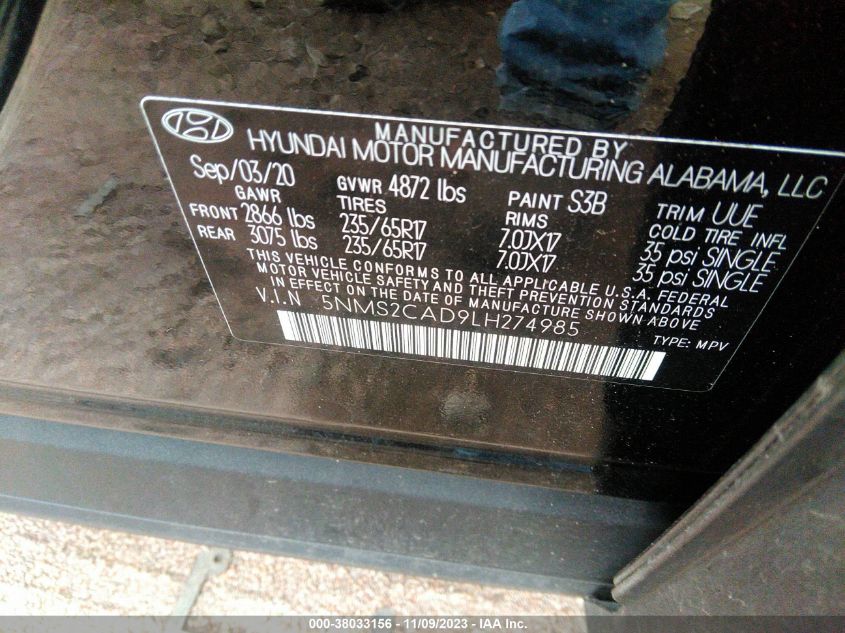 MANUFACTURED BY
HYUNDAI MOTOR MANUFACTURING ALABAMA, LLC
Sep/03/20 GVWR 4872 lbs PAINT S3B TRIM UUE
GAWR TIRES RIMS COLD TIRE INFL
FRONT 2866 lbs 235/65R17 7.0JX17 35 psi SINGLE
REAR 3075 lbs 235/65R17 7.0JX17 35 psi SINGLE
THIS VEHICLE CONFORMS TO ALL APPLICABLE U.S.A. FEDERAL
MOTOR VEHICLE SAFETY AND THEFT PREVENTION STANDARDS
IN EFFECT ON THE DATE OF MANUFACTURE SHOWN ABOVE
V.I.N 5NMS2CAD9LH274985
TYPE: MPV
000-38033156 - 11/09/2023 - IAA Inc.